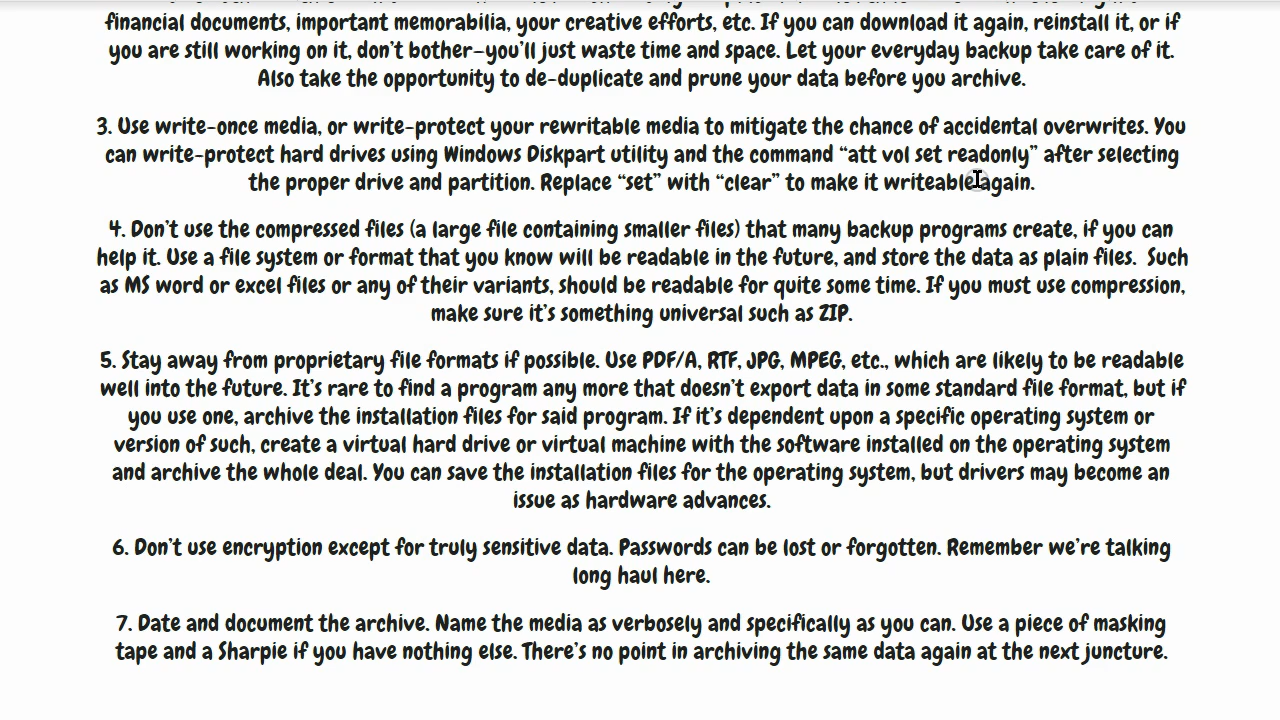 financial documents, important memorabilia, your creative efforts, etc. If you can download it again, reinstall it, or if
you are still working on it, don't bother–you'll just waste time and space. Let your everyday backup take care of it.
Also take the opportunity to de-duplicate and prune your data before you archive.
3. Use write-once media, or write-protect your rewritable media to mitigate the chance of accidental overwrites. You
can write-protect hard drives using Windows Diskpart utility and the command “att vol set readonly” after selecting
the proper drive and partition. Replace “set” with “clear” to make it writeable again.
4. Don't use the compressed files (a large file containing smaller files) that many backup programs create, if you can
help it. Use a file system or format that you know will be readable in the future, and store the data as plain files.  Such
as MS word or excel files or any of their variants, should be readable for quite some time. If you must use compression,
make sure it's something universal such as ZIP.
5. Stay away from proprietary file formats if possible. Use PDF/A, RTF, JPG, MPEG, etc., which are likely to be readable
well into the future. It's rare to find a program any more that doesn't export data in some standard file format, but if
you use one, archive the installation files for said program. If it's dependent upon a specific operating system or
version of such, create a virtual hard drive or virtual machine with the software installed on the operating system
and archive the whole deal. You can save the installation files for the operating system, but drivers may become an
issue as hardware advances.
6. Don't use encryption except for truly sensitive data. Passwords can be lost or forgotten. Remember we're talking
long haul here.
7. Date and document the archive. Name the media as verbosely and specifically as you can. Use a piece of masking
tape and a Sharpie if you have nothing else. There's no point in archiving the same data again at the next juncture.